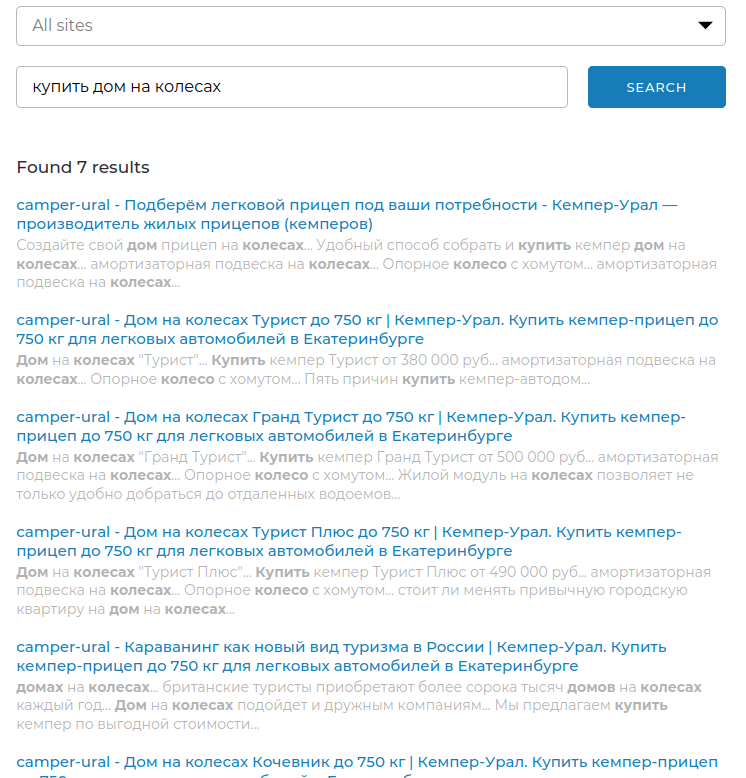 All sites
купить дом на колесах
SEARCH
Found 7 results
camper-ural - Подберём легковой прицеп под ваши потребности - Кемпер-Урал —
производитель жилых прицепов (кемперов)
Создайте свой дом прицеп на колесах... Удобный способ собрать и купить кемпер дом на
колесах... амортизаторная подвеска на колесах... Опорное колесо с хомутом... амортизаторная
подвеска на колесах...
camper-ural - Дом на колесах Турист до 750 кг | Кемпер-Урал. Купить кемпер-прицеп до
750 кг для легковых автомобилей в Екатеринбурге
Дом на колесах "Турист"... Купить кемпер Турист от 380 000 руб... амортизаторная подвеска на
колесах... Опорное колесо с хомутом... Пять причин купить кемпер-автодом...
camper-ural - Дом на колесах Гранд Турист до 750 кг | Кемпер-Урал. Купить кемпер-
прицеп до 750 кг для легковых автомобилей в Екатеринбурге
Дом на колесах "Гранд Турист"... Купить кемпер Гранд Турист от 500 000 руб... амортизаторная
подвеска на колесах... Опорное колесо с хомутом... Жилой модуль на колесах позволяет не
только удобно добраться до отдаленных водоемов...
camper-ural - Дом на колесах Турист Плюс до 750 кг | Кемпер-Урал. Купить кемпер-
прицеп до 750 кг для легковых автомобилей в Екатеринбурге
Дом на колесах "Турист Плюс"... Купить кемпер Турист Плюс от 490 000 руб... амортизаторная
подвеска на колесах... Опорное колесо с хомутом... стоит ли менять привычную городскую
квартиру на дом на колесах...
camper-ural - Караванинг как новый вид туризма в России | Кемпер-Урал. Купить
кемпер-прицеп до 750 кг для легковых автомобилей в Екатеринбурге
домах на колесах... британские туристы приобретают более сорока тысяч домов на колесах
каждый год... Дом на колесах подойдет и дружным компаниям... Мы предлагаем купить
кемпер по выгодной стоимости...
camper-ural - Дом на колесах Кочевник до 750 кг | Кемпер-Урал. Купить кемпер-прицеп